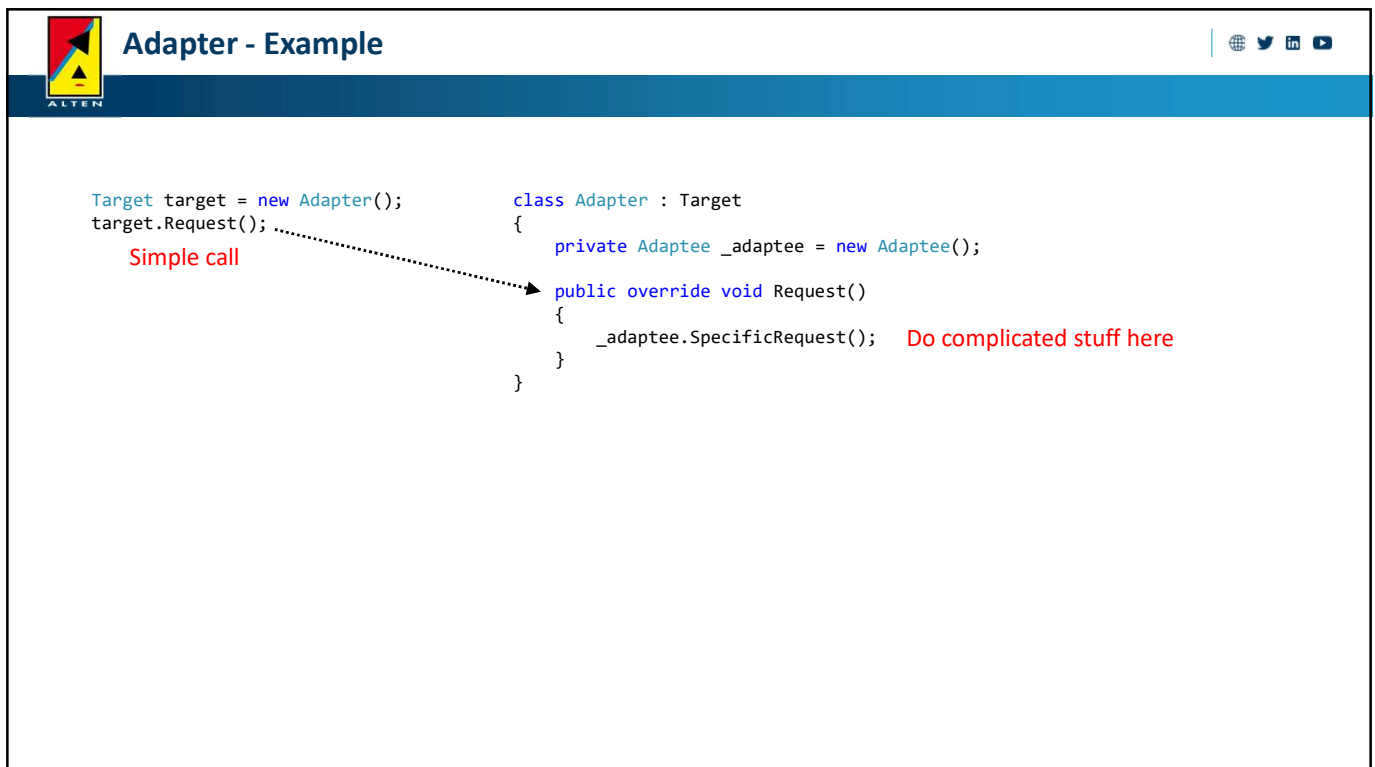 Adapter - Example
ALTEN
Target target = new Adapter();
target.Request();
Simple call
class Adapter : Target
{
    private Adaptee _adaptee = new Adaptee();
    public override void Request()
    {
        _adaptee.SpecificRequest(); Do complicated stuff here
    }
}